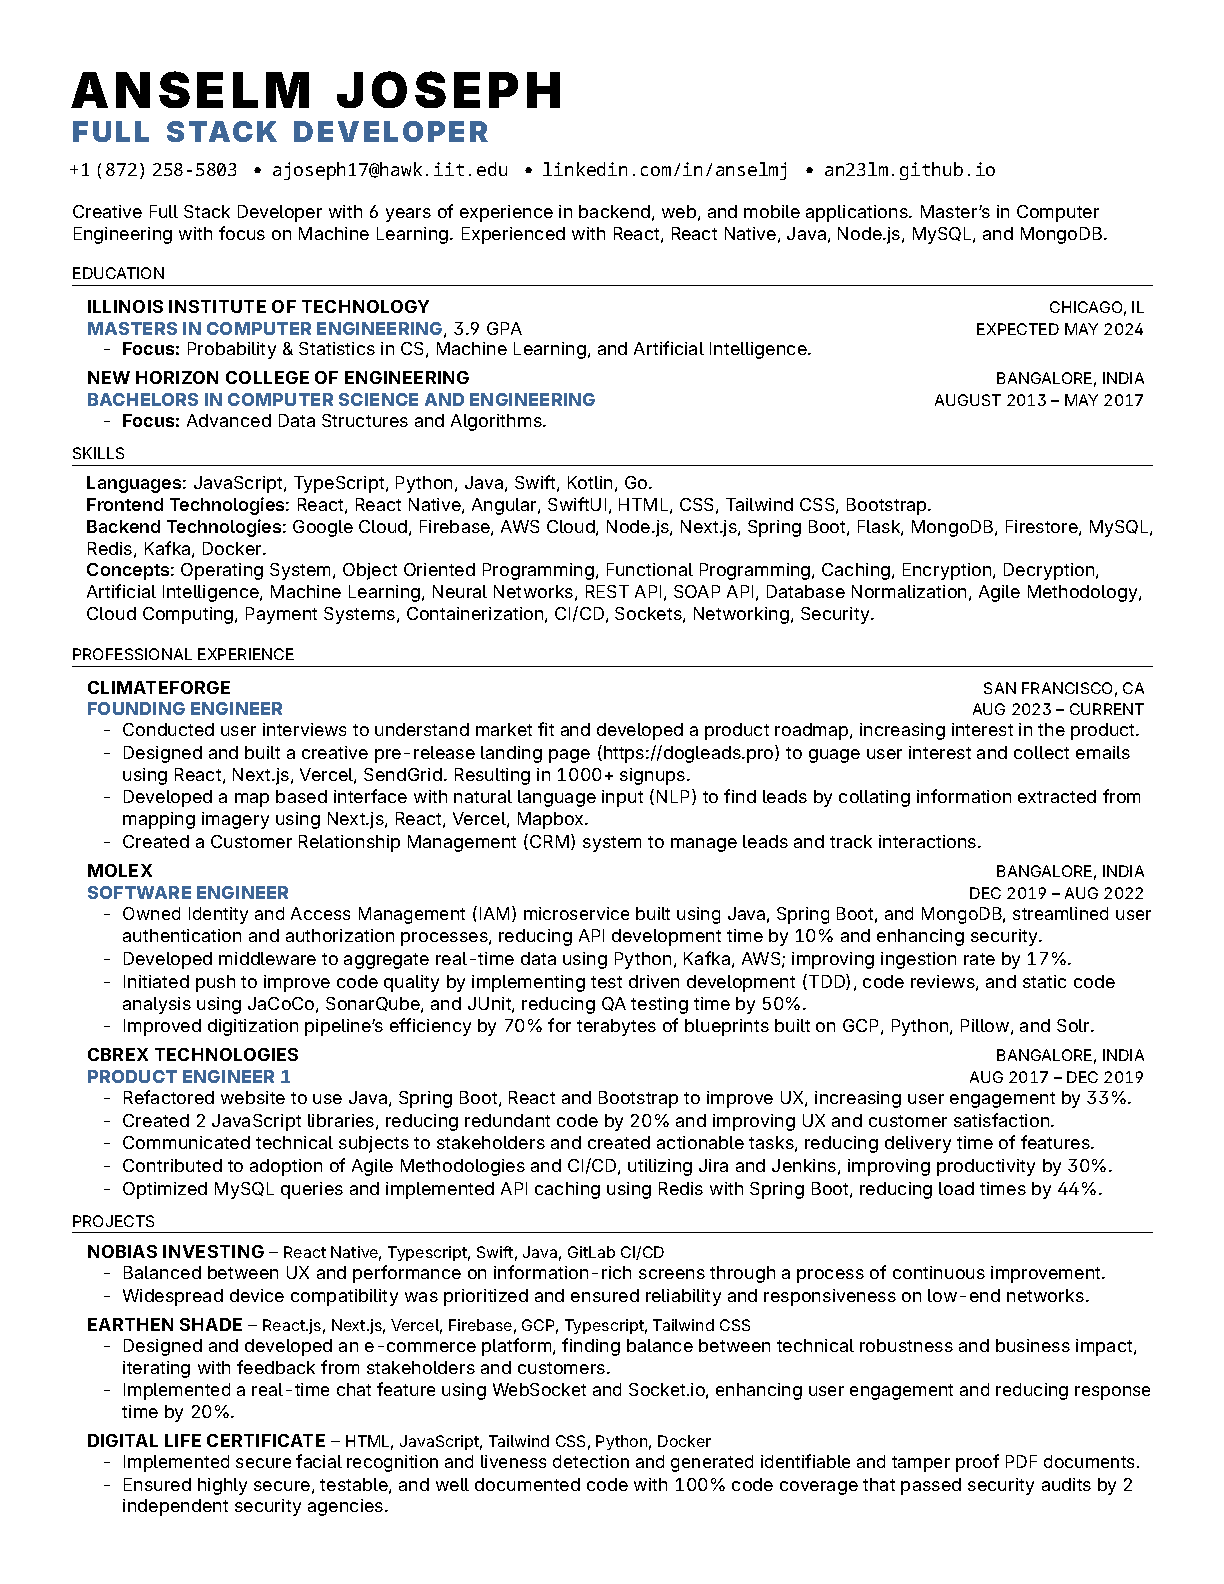 ANSELM JOSEPH
FULL STACK DEVELOPER
+1 (872) 258-5803 • ajoseph17@hawk.iit.edu • linkedin.com/in/anselmj • an23lm.github.io
Creative Full Stack Developer with 6 years of experience in backend, web, and mobile applications. Master's in Computer
Engineering with focus on Machine Learning. Experienced with React, React Native, Java, Node.js, MySQL, and MongoDB.
EDUCATION
ILLINOIS INSTITUTE OF TECHNOLOGY CHICAGO, IL
MASTERS IN COMPUTER ENGINEERING, 3.9 GPA EXPECTED MAY 2024
- Focus: Probability & Statistics in CS, Machine Learning, and Artificial Intelligence.
NEW HORIZON COLLEGE OF ENGINEERING BANGALORE, INDIA
BACHELORS IN COMPUTER SCIENCE AND ENGINEERING AUGUST 2013 – MAY 2017
- Focus: Advanced Data Structures and Algorithms.
SKILLS
Languages: JavaScript, TypeScript, Python, Java, Swift, Kotlin, Go.
Frontend Technologies: React, React Native, Angular, SwiftUI, HTML, CSS, Tailwind CSS, Bootstrap.
Backend Technologies: Google Cloud, Firebase, AWS Cloud, Node.js, Next.js, Spring Boot, Flask, MongoDB, Firestore, MySQL,
Redis, Kafka, Docker.
Concepts: Operating System, Object Oriented Programming, Functional Programming, Caching, Encryption, Decryption,
Artificial Intelligence, Machine Learning, Neural Networks, REST API, SOAP API, Database Normalization, Agile Methodology,
Cloud Computing, Payment Systems, Containerization, CI/CD, Sockets, Networking, Security.
PROFESSIONAL EXPERIENCE
CLIMATEFORGE SAN FRANCISCO, CA
FOUNDING ENGINEER AUG 2023 – CURRENT
- Conducted user interviews to understand market fit and developed a product roadmap, increasing interest in the product.
- Designed and built a creative pre-release landing page (https://dogleads.pro) to guage user interest and collect emails
using React, Next.js, Vercel, SendGrid. Resulting in 1000+ signups.
- Developed a map based interface with natural language input (NLP) to find leads by collating information extracted from
mapping imagery using Next.js, React, Vercel, Mapbox.
- Created a Customer Relationship Management (CRM) system to manage leads and track interactions.
MOLEX BANGALORE, INDIA
SOFTWARE ENGINEER DEC 2019 – AUG 2022
- Owned Identity and Access Management (IAM) microservice built using Java, Spring Boot, and MongoDB, streamlined user
authentication and authorization processes, reducing API development time by 10% and enhancing security.
- Developed middleware to aggregate real-time data using Python, Kafka, AWS; improving ingestion rate by 17%.
- Initiated push to improve code quality by implementing test driven development (TDD), code reviews, and static code
analysis using JaCoCo, SonarQube, and JUnit, reducing QA testing time by 50%.
- Improved digitization pipeline's efficiency by 70% for terabytes of blueprints built on GCP, Python, Pillow, and Solr.
CBREX TECHNOLOGIES BANGALORE, INDIA
PRODUCT ENGINEER 1 AUG 2017 – DEC 2019
- Refactored website to use Java, Spring Boot, React and Bootstrap to improve UX, increasing user engagement by 33%.
- Created 2 JavaScript libraries, reducing redundant code by 20% and improving UX and customer satisfaction.
- Communicated technical subjects to stakeholders and created actionable tasks, reducing delivery time of features.
- Contributed to adoption of Agile Methodologies and CI/CD, utilizing Jira and Jenkins, improving productivity by 30%.
- Optimized MySQL queries and implemented API caching using Redis with Spring Boot, reducing load times by 44%.
PROJECTS
NOBIAS INVESTING – React Native, Typescript, Swift, Java, GitLab CI/CD
- Balanced between UX and performance on information-rich screens through a process of continuous improvement.
- Widespread device compatibility was prioritized and ensured reliability and responsiveness on low-end networks.
EARTHEN SHADE – React.js, Next.js, Vercel, Firebase, GCP, Typescript, Tailwind CSS
- Designed and developed an e-commerce platform, finding balance between technical robustness and business impact,
iterating with feedback from stakeholders and customers.
- Implemented a real-time chat feature using WebSocket and Socket.io, enhancing user engagement and reducing response
time by 20%.
DIGITAL LIFE CERTIFICATE – HTML, JavaScript, Tailwind CSS, Python, Docker
- Implemented secure facial recognition and liveness detection and generated identifiable and tamper proof PDF documents.
- Ensured highly secure, testable, and well documented code with 100% code coverage that passed security audits by 2
independent security agencies.